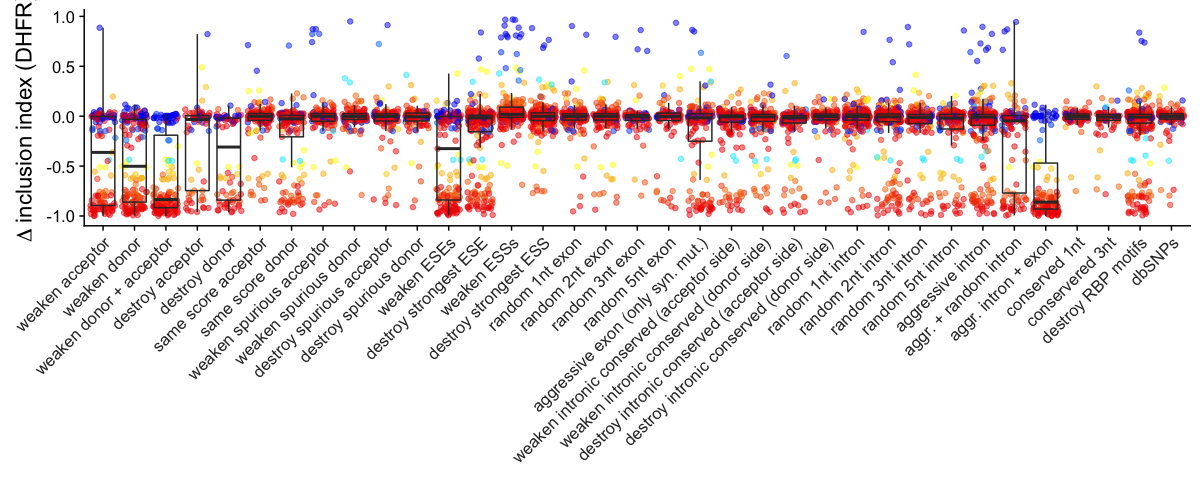 Δ inclusion index (DHFR)
1.0
0.5
0.0
-0.5
-1.0
weaken acceptor
weaken donor
weaken donor + acceptor
destroy acceptor
destroy donor
same score acceptor
same score donor
weaken spurious acceptor
weaken spurious donor
destroy spurious acceptor
destroy spurious donor
weaken ESEs
destroy strongest ESE
weaken ESSs
destroy strongest ESS
random 1nt exon
random 2nt exon
random 3nt exon
random 5nt exon
aggressive exon (only syn. mut.)
weaken intronic conserved (acceptor side)
weaken intronic conserved (donor side)
destroy intronic conserved (acceptor side)
destroy intronic conserved (donor side)
random 1nt intron
random 2nt intron
random 3nt intron
random 5nt intron
aggressive intron
aggr. + random intron
aggr. intron + exon
conserved 1nt
conserved 3nt
destroy RBP motifs
dbSNPs